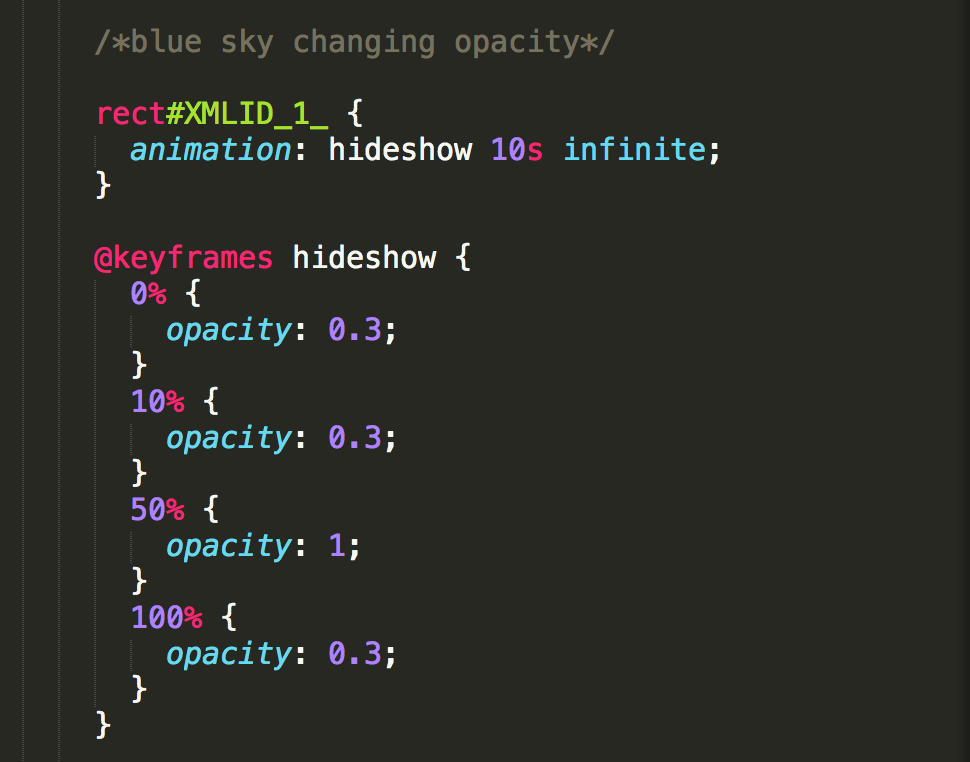 /*blue sky changing opacity*/
rect#XMLID_1_ {
animation: hideshow 10s infinite;
}
@keyframes hideshow {
0% {
opacity: 0.3;
}
10% {
opacity: 0.3;
}
50% {
opacity: 1;
}
100% {
opacity: 0.3;
}
}